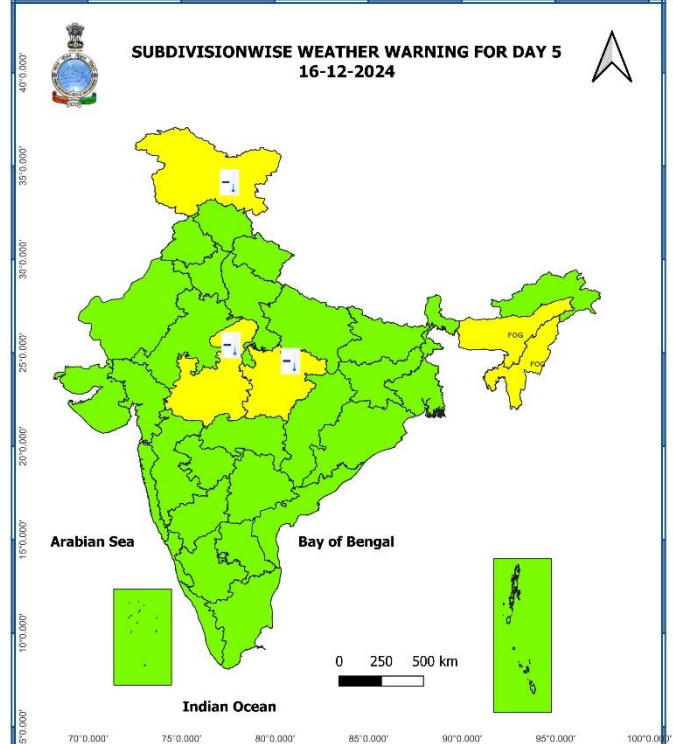 SUBDIVISIONWISE WEATHER WARNING FOR DAY 5
16-12-2024
40°0.000'
35°0.000'
30°0.000'
25°0.000'
20°0.000'
15°0.000'
10°0.000'
5°0.000'
FOG
FOG
Arabian Sea
Bay of Bengal
0 250 500 km
Indian Ocean
70°0.000' 75°0.000' 80°0.000' 85°0.000' 90°0.000' 95°0.000' 100°0.000'